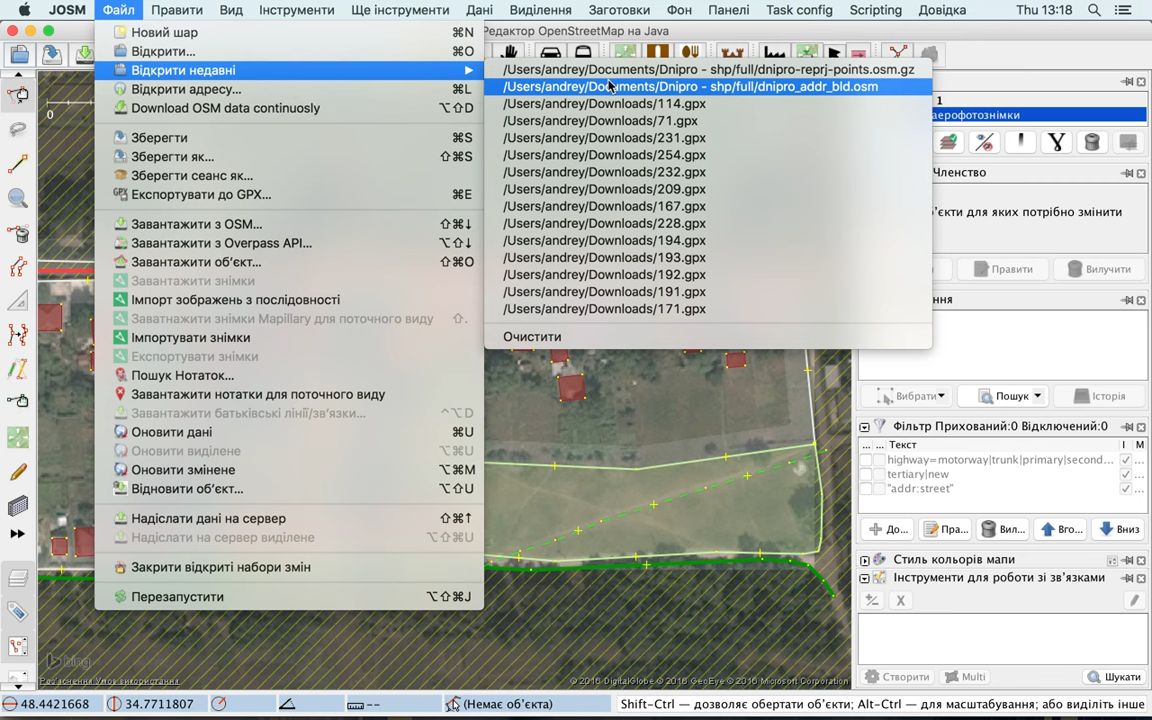 JOSM Файл Правити Вид Інструменти Ще інструменти Дані Виділення Заготовки Фон Панелі Task config Scripting Довідка Thu 13:18
Редактор OpenStreetMap на Java
Новий шар ⌘N
Відкрити... ⌘O
Відкрити недавні
Відкрити адресу... ⌘L
Download OSM data continuosly ⌥⇧D
Зберегти ⌘S
Зберегти як... ⇧⌘S
Зберегти сеанс як...
Експортувати до GPX... ⌘E
Завантажити з OSM... ⇧⌘↓
Завантажити з Overpass API... ⌥⇧↓
Завантажити об'єкт... ⇧⌘O
Завантажити знімки
Імпорт зображень з послідовності
Заватнажити знімки Mapillary для поточного виду ⇧.
Імпортувати знімки
Експортувати знімки
Пошук Нотаток...
Завантажити нотатки для поточного виду
Завантажити батьківські лінії/зв'язки... ^⌥D
Оновити дані ⌘U
Оновити виділене ⌥⌘U
Оновити змінене ⌥⌘M
Відновити об'єкт... ⌥⇧U
Надіслати дані на сервер ⇧⌘↑
Надіслати на сервер виділене ⌥⇧⌘U
Закрити відкриті набори змін
Перезапустити ⌥⇧⌘J
/Users/andrey/Documents/Dnipro - shp/full/dnipro-reprj-points.osm.gz
/Users/andrey/Documents/Dnipro - shp/full/dnipro_addr_bld.osm
/Users/andrey/Downloads/114.gpx
/Users/andrey/Downloads/71.gpx
/Users/andrey/Downloads/231.gpx
/Users/andrey/Downloads/254.gpx
/Users/andrey/Downloads/232.gpx
/Users/andrey/Downloads/209.gpx
/Users/andrey/Downloads/167.gpx
/Users/andrey/Downloads/228.gpx
/Users/andrey/Downloads/194.gpx
/Users/andrey/Downloads/193.gpx
/Users/andrey/Downloads/192.gpx
/Users/andrey/Downloads/191.gpx
/Users/andrey/Downloads/171.gpx
Очистити
0
1
аерофотознімки
Членство
'єкти для яких потрібно змінити
Правити Вилучити
ння
Вибрати Пошук Історія
Фільтр Прихований:0 Відключений:0
... ... Текст І М
highway=motorway|trunk|primary|second... ...
tertiary|new ...
"addr:street" ...
До... Пра... Вил... Вго... Вниз
Стиль кольорів мапи
Інструменти для роботи зі зв'язками
Створити Multi Шукати
bing
Роз'яснення Умов використання
© 2016 DigitalGlobe © 2016 GeoEye © 2016 Microsoft Corporation
48.4421668 34.7711807 -- (Немає об'єкта) Shift-Ctrl — дозволяє обертати об'єкти; Alt-Ctrl — для масштабування; або виділіть інше